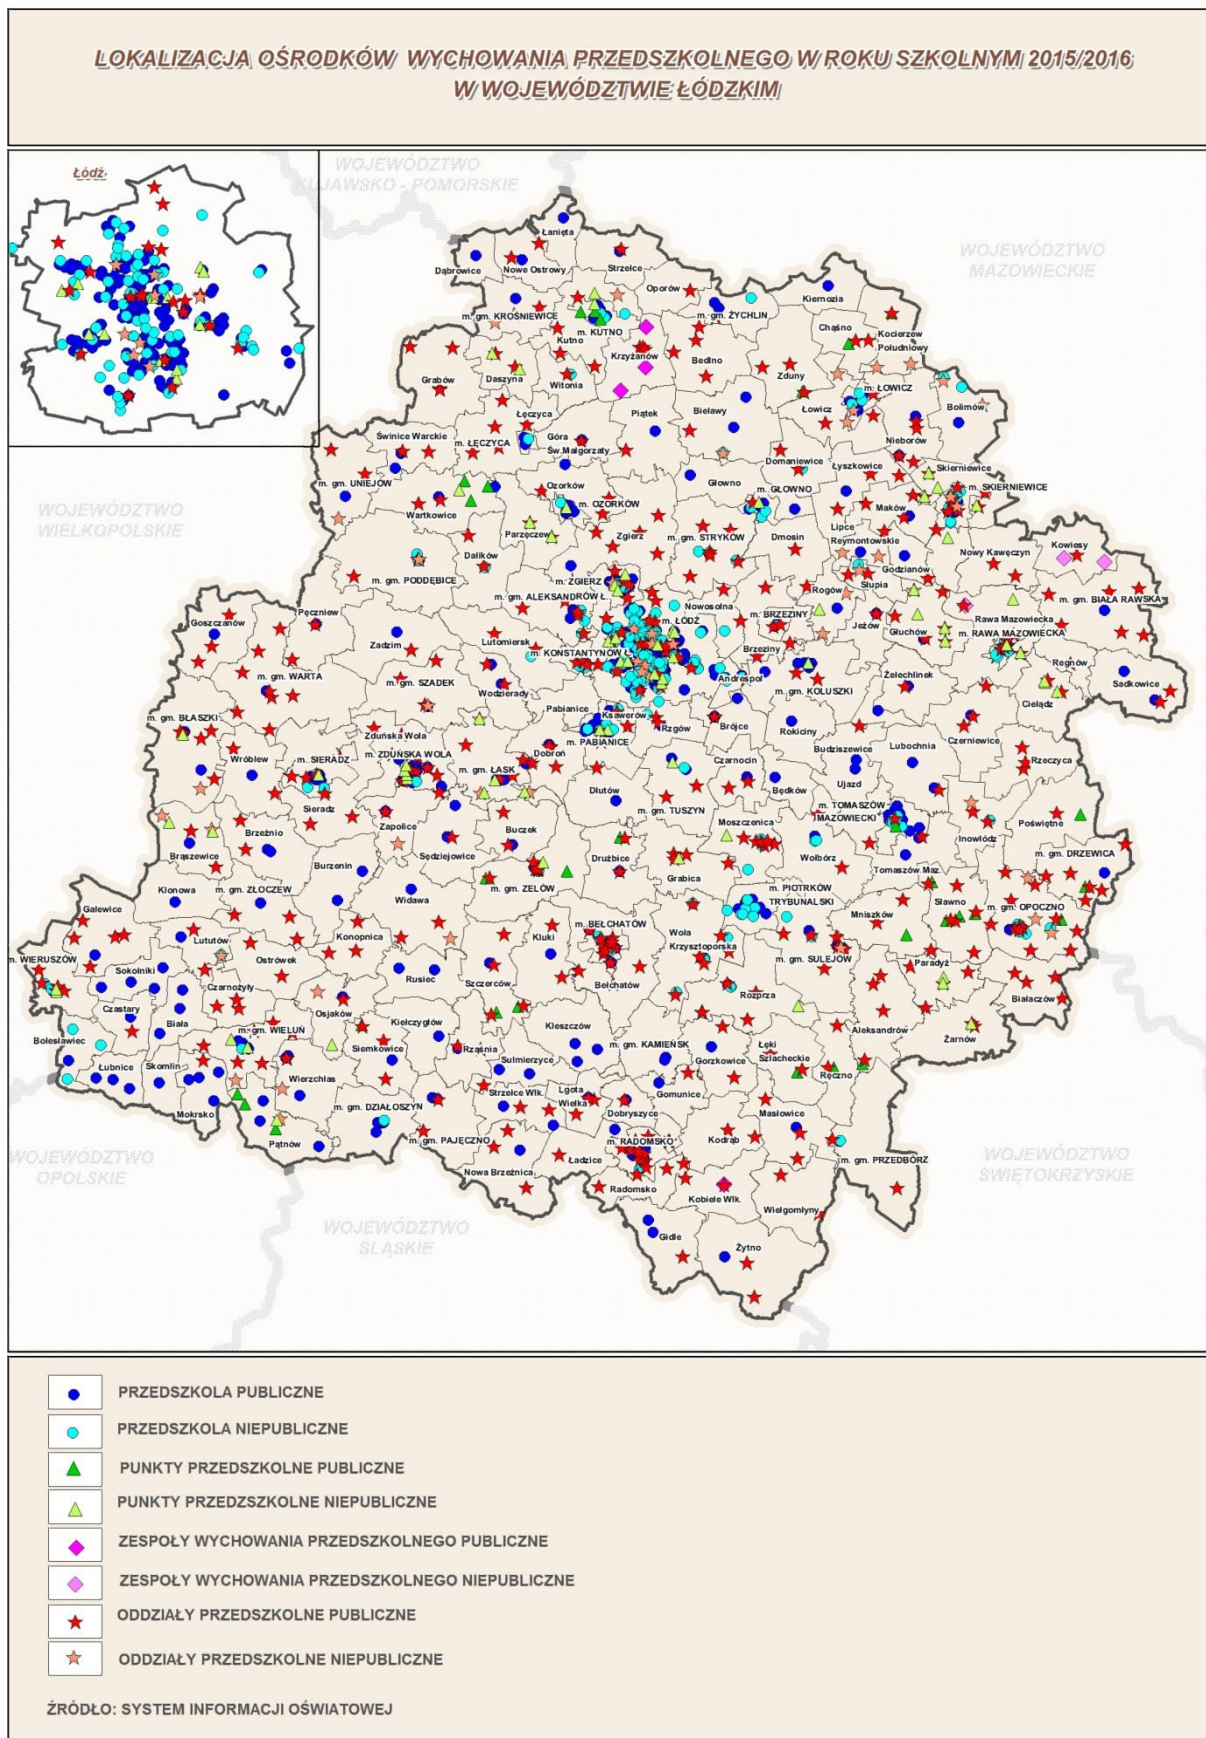 LOKALIZACJA OŚRODKÓW WYCHOWANIA PRZEDSZKOLNEGO W ROKU SZKOLNYM 2015/2016
W WOJEWÓDZTWIE ŁÓDZKIM
Łódź
WOJEWÓDZTWO
KUJAWSKO - POMORSKIE
WOJEWÓDZTWO
MAZOWIECKIE
WOJEWÓDZTWO
WIELKOPOLSKIE
WOJEWÓDZTWO
OPOLSKIE
WOJEWÓDZTWO
ŚLĄSKIE
WOJEWÓDZTWO
ŚWIĘTOKRZYSKIE
Łanięta
Dąbrowice
Nowe Ostrowy
Strzelce
Oporów
m. gm. ŻYCHLIN
Kiernozia
m. gm. KROŚNIEWICE
m. KUTNO
Kutno
Krzyżanów
Bedlno
Chąśno
Kocierzew
Południowy
Zduny
Grabów
Daszyna
Witonia
m. ŁOWICZ
Łowicz
Bolimów
Łęczyca
Piątek
Bielawy
Nieborów
Świnice Warckie
m. ŁĘCZYCA
Góra
Św.Małgorzaty
Domaniewice
Łyszkowice
Skierniewice
m. gm. UNIEJÓW
Wartkowice
Ozorków
m. OZORKÓW
Głowno
m. GŁOWNO
Maków
m. SKIERNIEWICE
Parzęczew
Zgierz
m. gm. STRYKÓW
Dmosin
Lipce
Reymontowskie
Godzianów
Nowy Kawęczyn
Kowiesy
m. gm. PODDĘBICE
Dalików
m. ZGIERZ
m. gm. ALEKSANDRÓW Ł.
Rogów
Słupia
m. gm. BIAŁA RAWSKA
Goszczanów
Pęczniew
Zadzim
Lutomiersk
Nowosolna
m. ŁÓDŹ
m. BRZEZINY
Brzeziny
Jeżów
Głuchów
Rawa Mazowiecka
m. RAWA MAZOWIECKA
m. KONSTANTYNÓW Ł.
Andrespol
m. gm. KOLUSZKI
Żelechlinek
Regnów
Sadkowice
Cielądz
m. gm. WARTA
m. gm. SZADEK
Wodzierady
Pabianice
Ksawerów
m. PABIANICE
Rzgów
Brójce
Rokiciny
Budziszewice
Lubochnia
Czerniewice
Rzeczyca
m. gm. BŁASZKI
Wróblew
m. SIERADZ
Sieradz
Zduńska Wola
m. ZDUŃSKA WOLA
m. gm. ŁASK
Dobroń
Dłutów
m. gm. TUSZYN
Czarnocin
Będków
Ujazd
m. TOMASZÓW
MAZOWIECKI
Inowłódz
Poświętne
m. gm. DRZEWICA
Brąszewice
Brzeźnio
Zapolice
Sędziejowice
Buczek
Drużbice
Grabica
Moszczenica
Wolbórz
Tomaszów Maz.
Klonowa
m. gm. ZŁOCZEW
Burzenin
Widawa
m. gm. ZELÓW
m. PIOTRKÓW
TRYBUNALSKI
Mniszków
Sławno
m. gm. OPOCZNO
Galewice
Lututów
Konopnica
Kluki
m. BEŁCHATÓW
Bełchatów
Wola
Krzysztoporska
m. gm. SULEJÓW
Paradyż
Białaczów
m. WIERUSZÓW
Sokolniki
Ostrówek
Czarnożyły
Rusiec
Szczerców
Rozprza
Czastary
Biała
Osjaków
Kiełczygłów
Kleszczów
Aleksandrów
Żarnów
Bolesławiec
m. gm. WIELUŃ
Siemkowice
Rząśnia
Sulmierzyce
m. gm. KAMIEŃSK
Gorzkowice
Łęki
Szlacheckie
Ręczno
Łubnice
Skomlin
Wierzchlas
Strzelce Wlk.
Lgota
Wielka
Gomunice
Dobryszyce
Masłowice
Mokrsko
Pątnów
m. gm. DZIAŁOSZYN
m. gm. PAJĘCZNO
m. RADOMSKO
Kodrąb
m. gm. PRZEDBÓRZ
Nowa Brzeźnica
Ładzice
Radomsko
Kobiele Wlk.
Wielgomłyny
Gidle
Żytno
PRZEDSZKOLA PUBLICZNE
PRZEDSZKOLA NIEPUBLICZNE
PUNKTY PRZEDSZKOLNE PUBLICZNE
PUNKTY PRZEDZSZKOLNE NIEPUBLICZNE
ZESPOŁY WYCHOWANIA PRZEDSZKOLNEGO PUBLICZNE
ZESPOŁY WYCHOWANIA PRZEDSZKOLNEGO NIEPUBLICZNE
ODDZIAŁY PRZEDSZKOLNE PUBLICZNE
ODDZIAŁY PRZEDSZKOLNE NIEPUBLICZNE
ŹRÓDŁO: SYSTEM INFORMACJI OŚWIATOWEJ